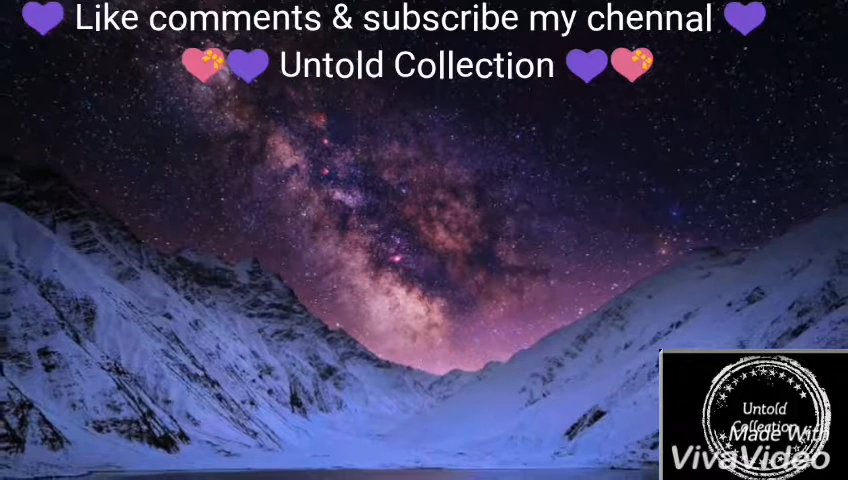 💜 Like comments & subscribe my chennal 💜
💝💜 Untold Collection 💜💝
Untold
Collection
Made With
VivaVideo